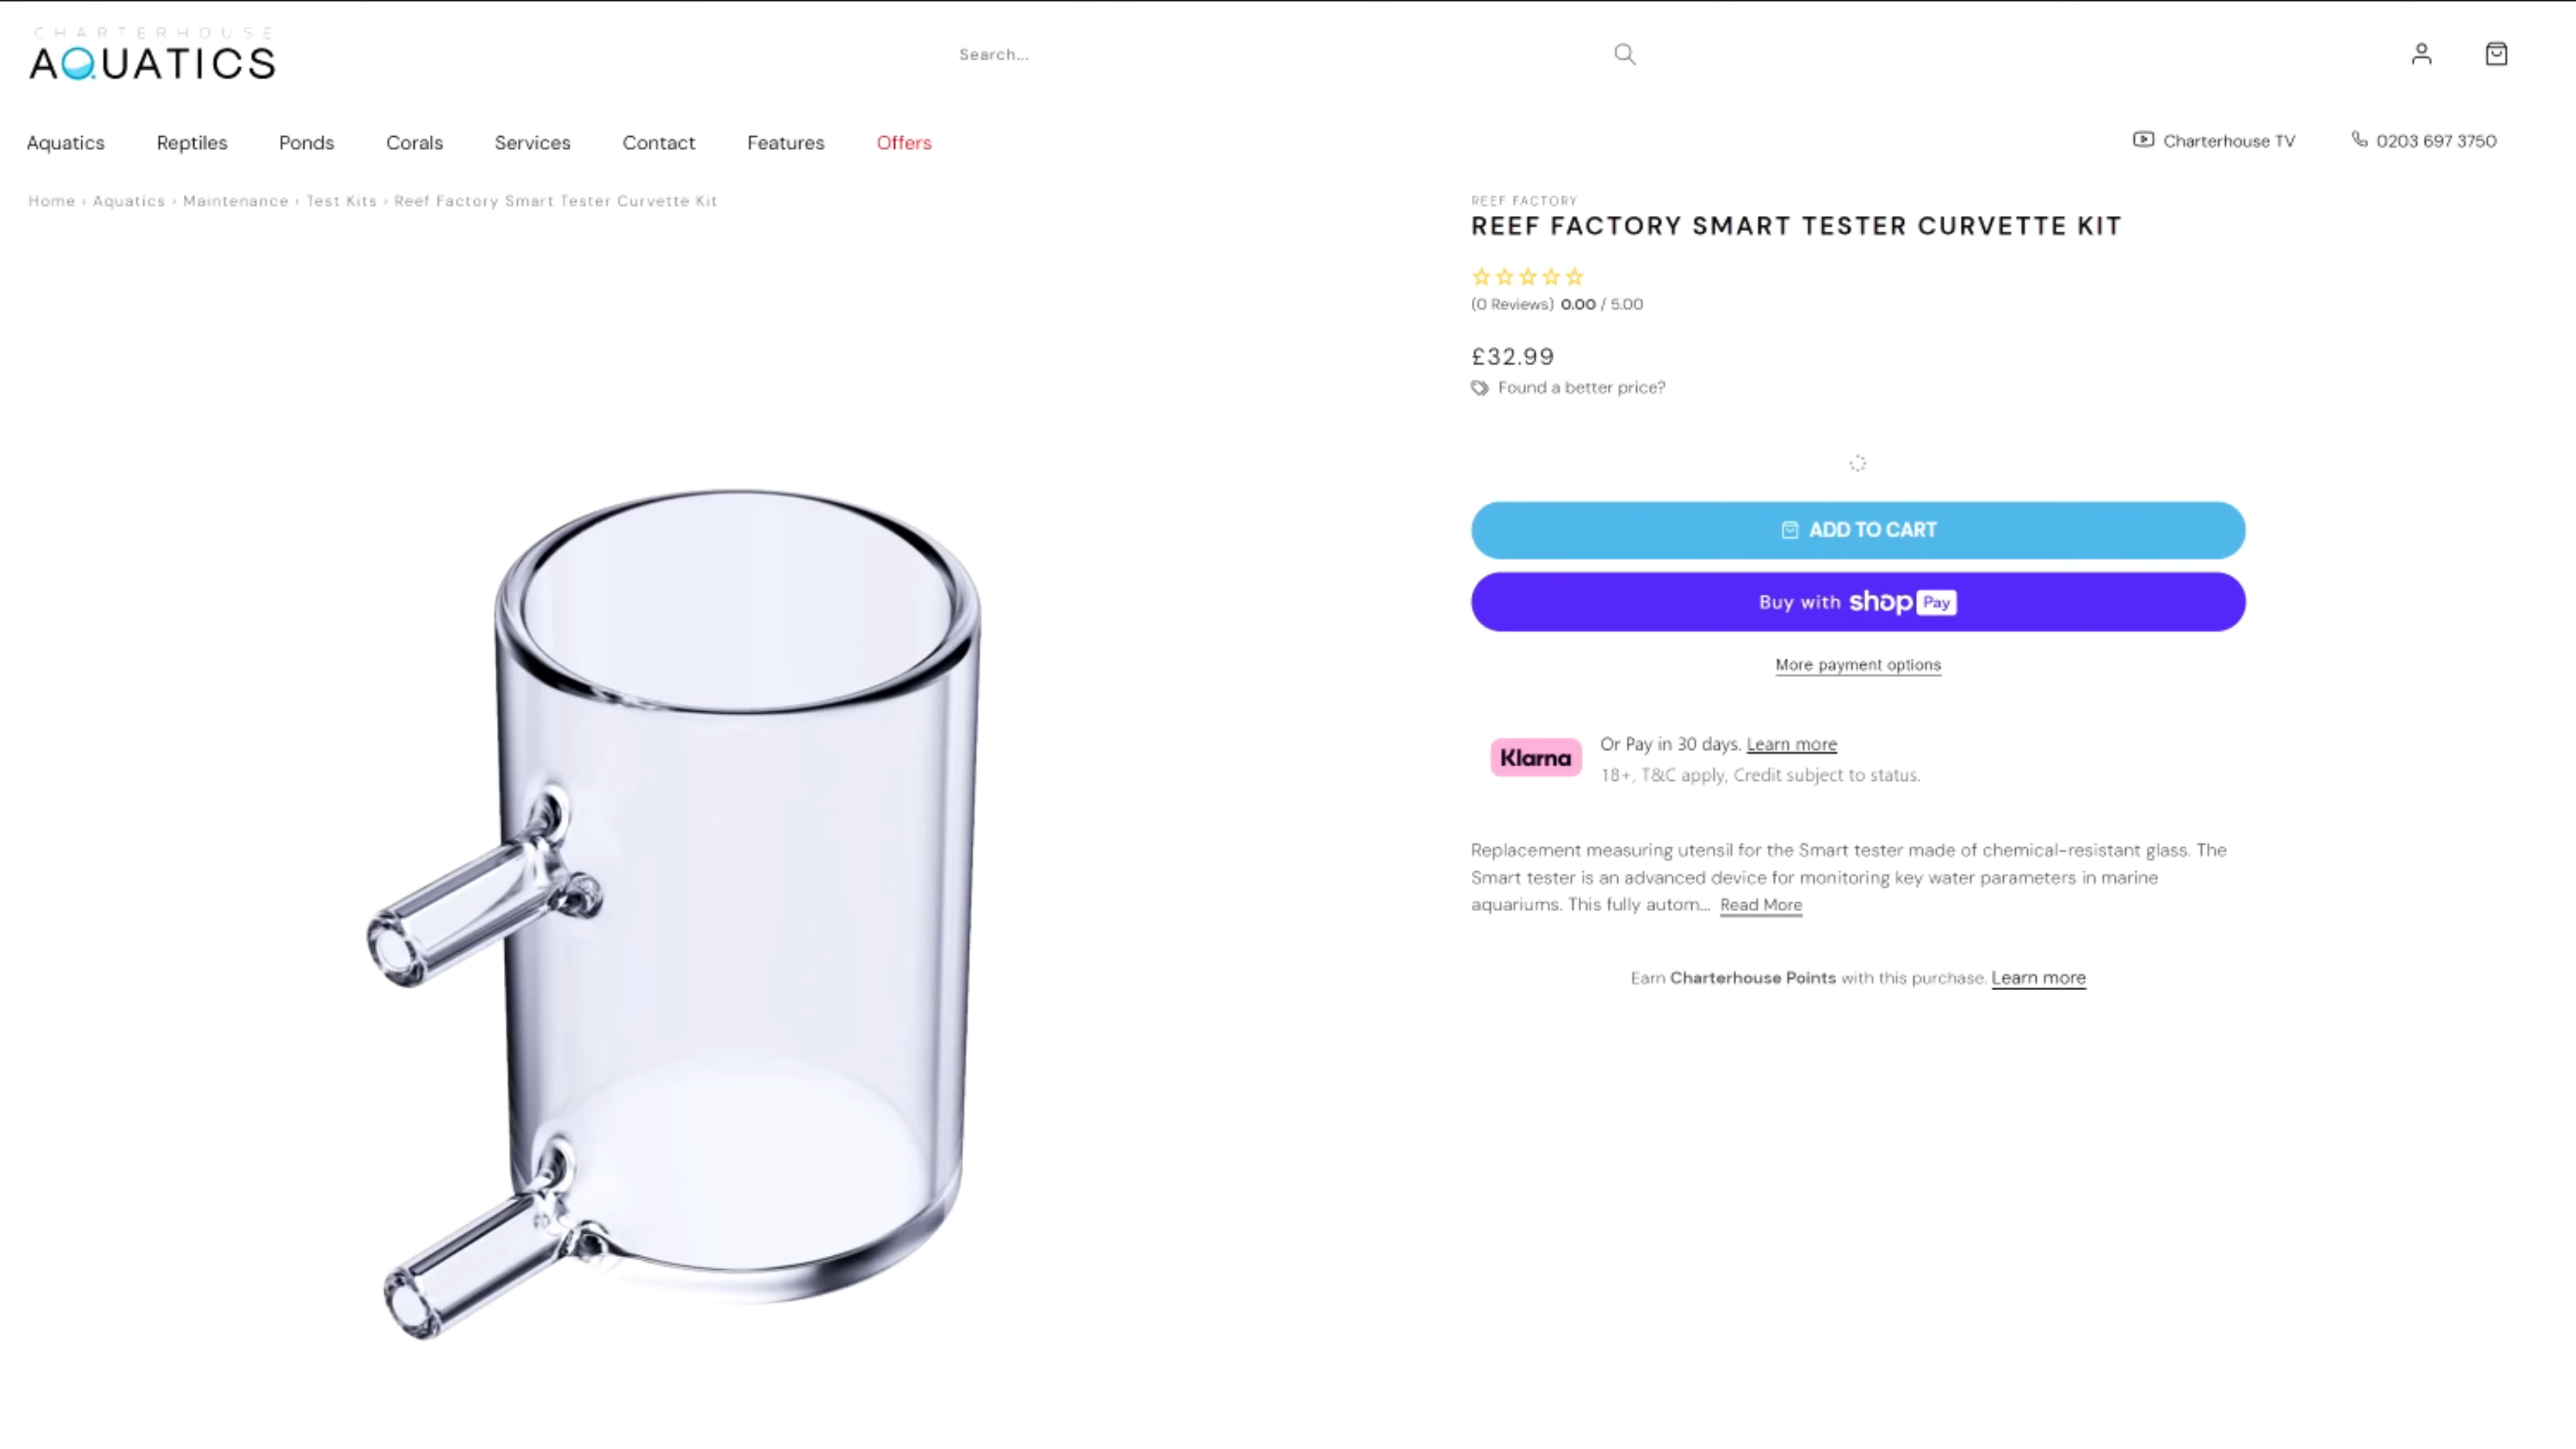 CHARTERHOUSE
AQUATICS
Search...
Aquatics Reptiles Ponds Corals Services Contact Features Offers
Charterhouse TV 0203 697 3750
Home › Aquatics › Maintenance › Test Kits › Reef Factory Smart Tester Curvette Kit
REEF FACTORY
REEF FACTORY SMART TESTER CURVETTE KIT
(0 Reviews) 0.00 / 5.00
£32.99
Found a better price?
ADD TO CART
Buy with shop Pay
More payment options
Klarna
Or Pay in 30 days. Learn more
18+, T&C apply, Credit subject to status.
Replacement measuring utensil for the Smart tester made of chemical-resistant glass. The
Smart tester is an advanced device for monitoring key water parameters in marine
aquariums. This fully autom... Read More
Earn Charterhouse Points with this purchase. Learn more